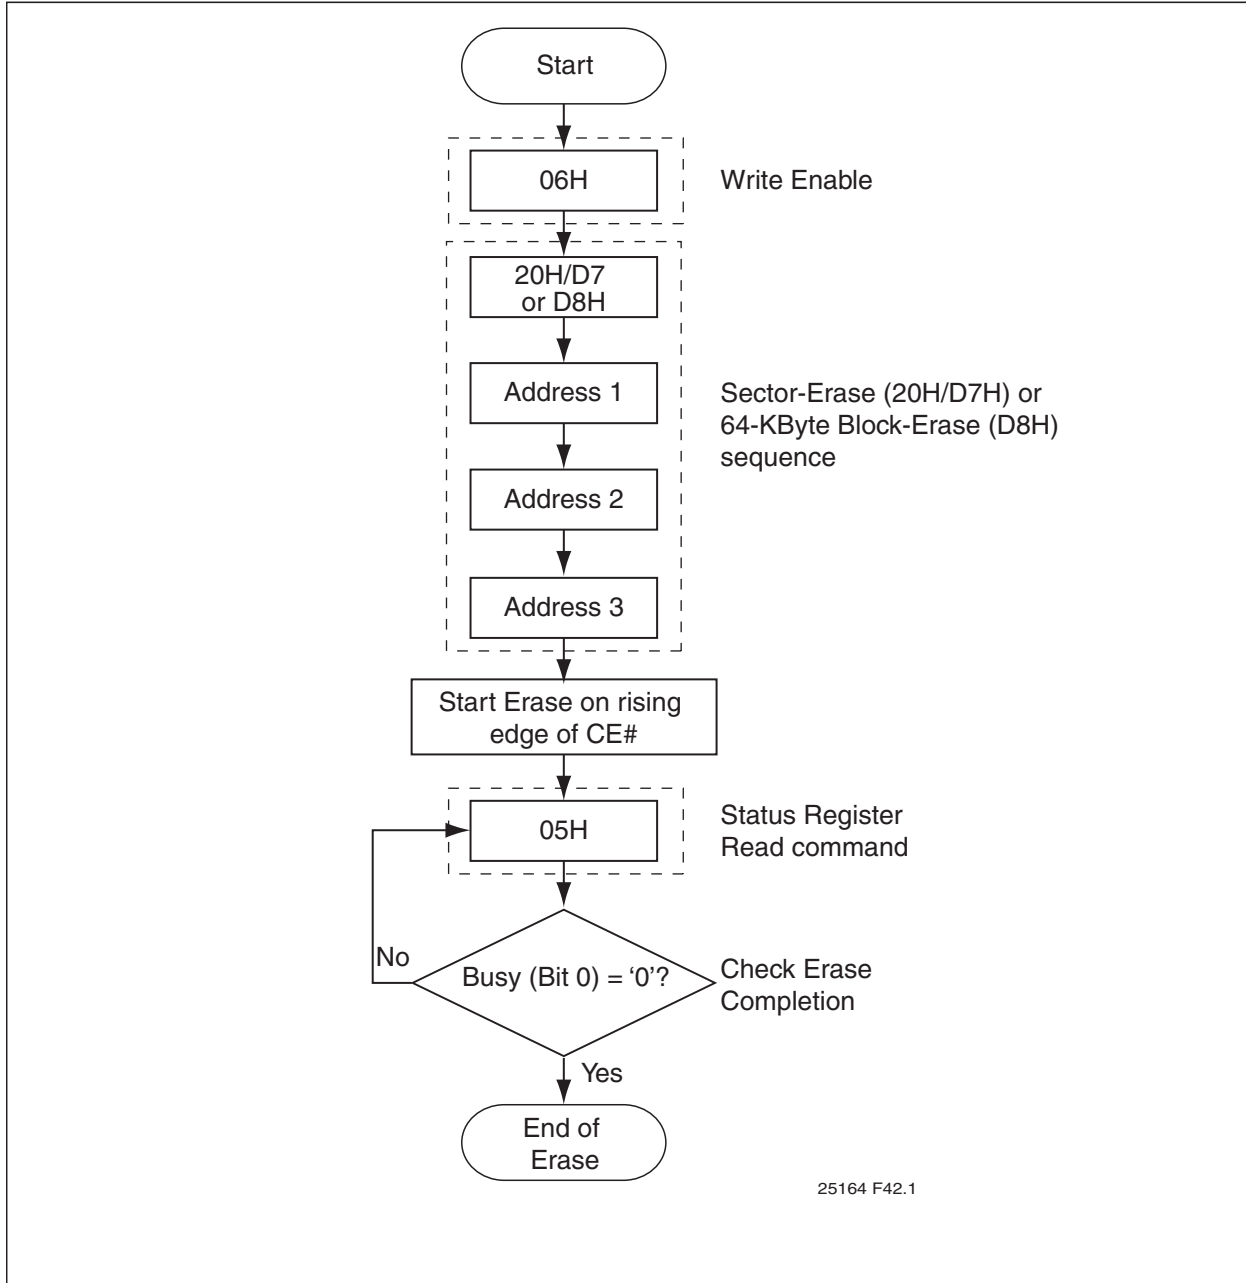 Start
06H
Write Enable
20H/D7
or D8H
Address 1
Sector-Erase (20H/D7H) or
64-KByte Block-Erase (D8H)
sequence
Address 2
Address 3
Start Erase on rising
edge of CE#
05H
Status Register
Read command
No
Busy (Bit 0) = ‘0’?
Check Erase
Completion
Yes
End of
Erase
25164 F42.1